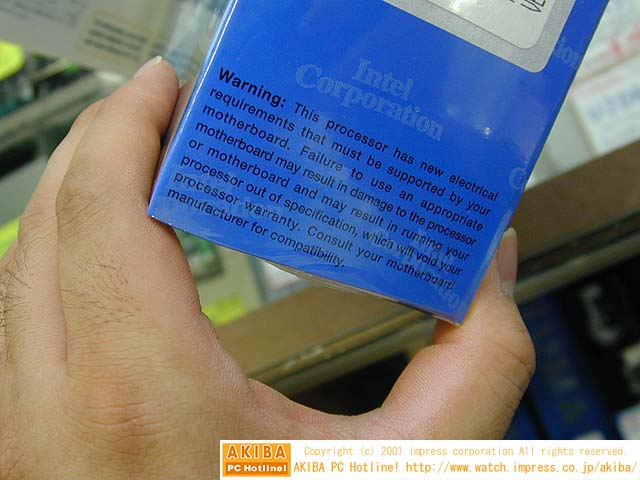 Intel
Corporation
Warning: This processor has new electrical
requirements that must be supported by your
motherboard. Failure to use an appropriate
motherboard may result in damage to the processor
or motherboard and may result in running your
processor out of specification, which will void your
processor warranty. Consult your motherboard
manufacturer for compatibility.
AKIBA
PC Hotline!
Copyright (c) 2001 impress corporation All rights reserved.
AKIBA PC Hotline! http://www.watch.impress.co.jp/akiba/